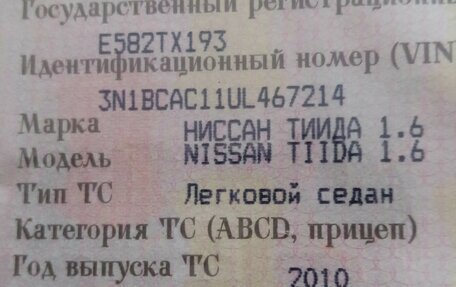 Государственный регистрационн
Е582ТХ193
Идентификационный номер (VIN
3N1BCAC11UL467214
Марка НИССАН ТИИДА 1.6
Модель NISSAN TIIDA 1.6
Тип ТС Легковой седан
Категория ТС (ABCD, прицеп)
Год выпуска ТС 2010